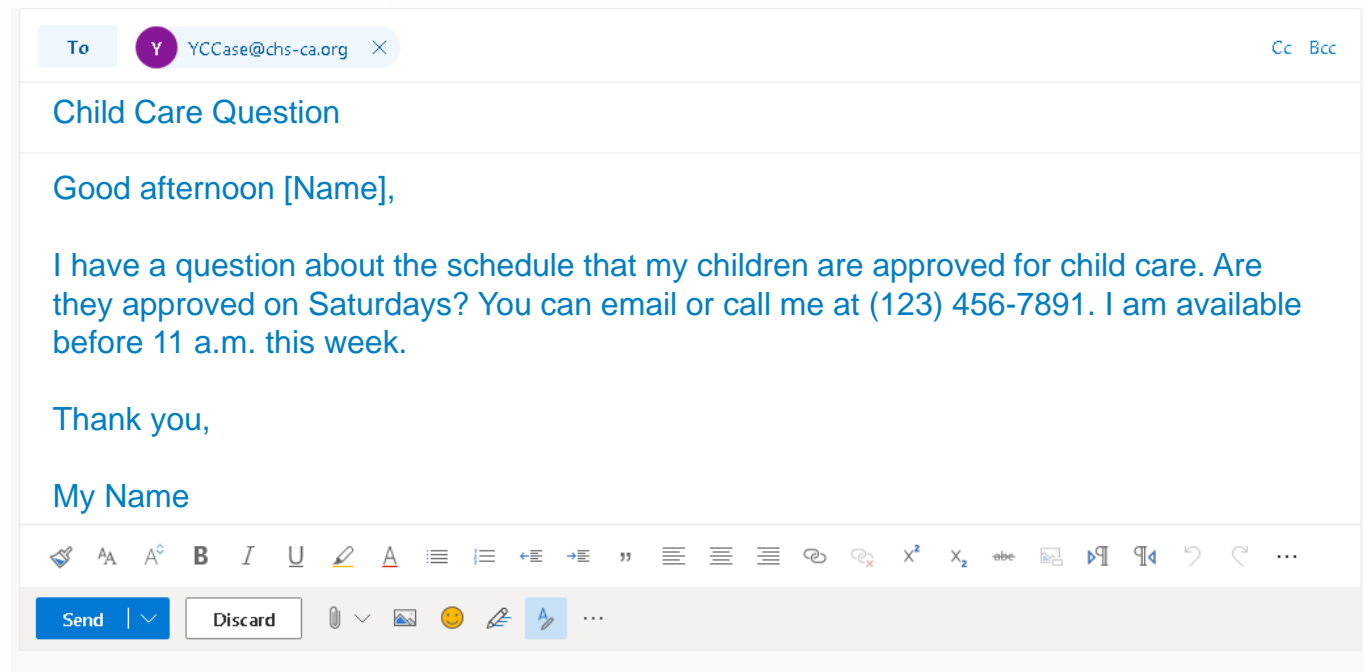 To Y YCCase@chs-ca.org Cc Bcc
Child Care Question
Good afternoon [Name],
I have a question about the schedule that my children are approved for child care. Are
they approved on Saturdays? You can email or call me at (123) 456-7891. I am available
before 11 a.m. this week.
Thank you,
My Name
Send Discard